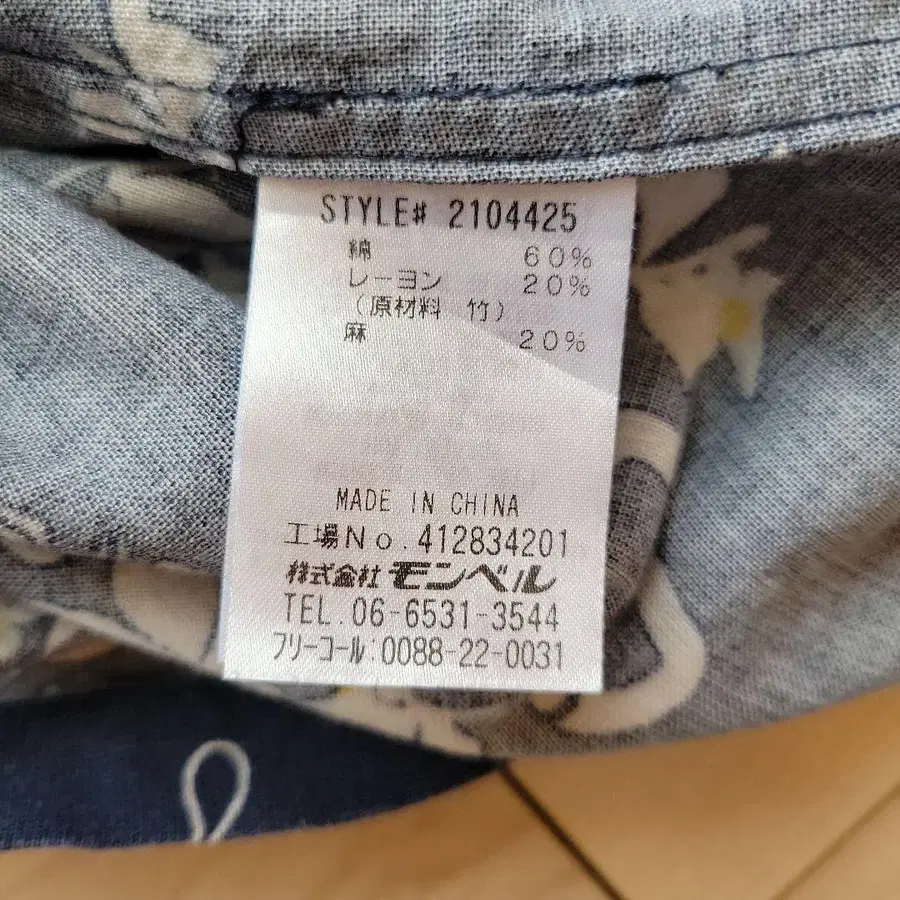 STYLE# 2104425
綿 60%
レーヨン 20%
(原材料 竹)
麻 20%
MADE IN CHINA
工場No.412834201
株式会社 モンベル
TEL.06-6531-3544
フリーコール:0088-22-0031